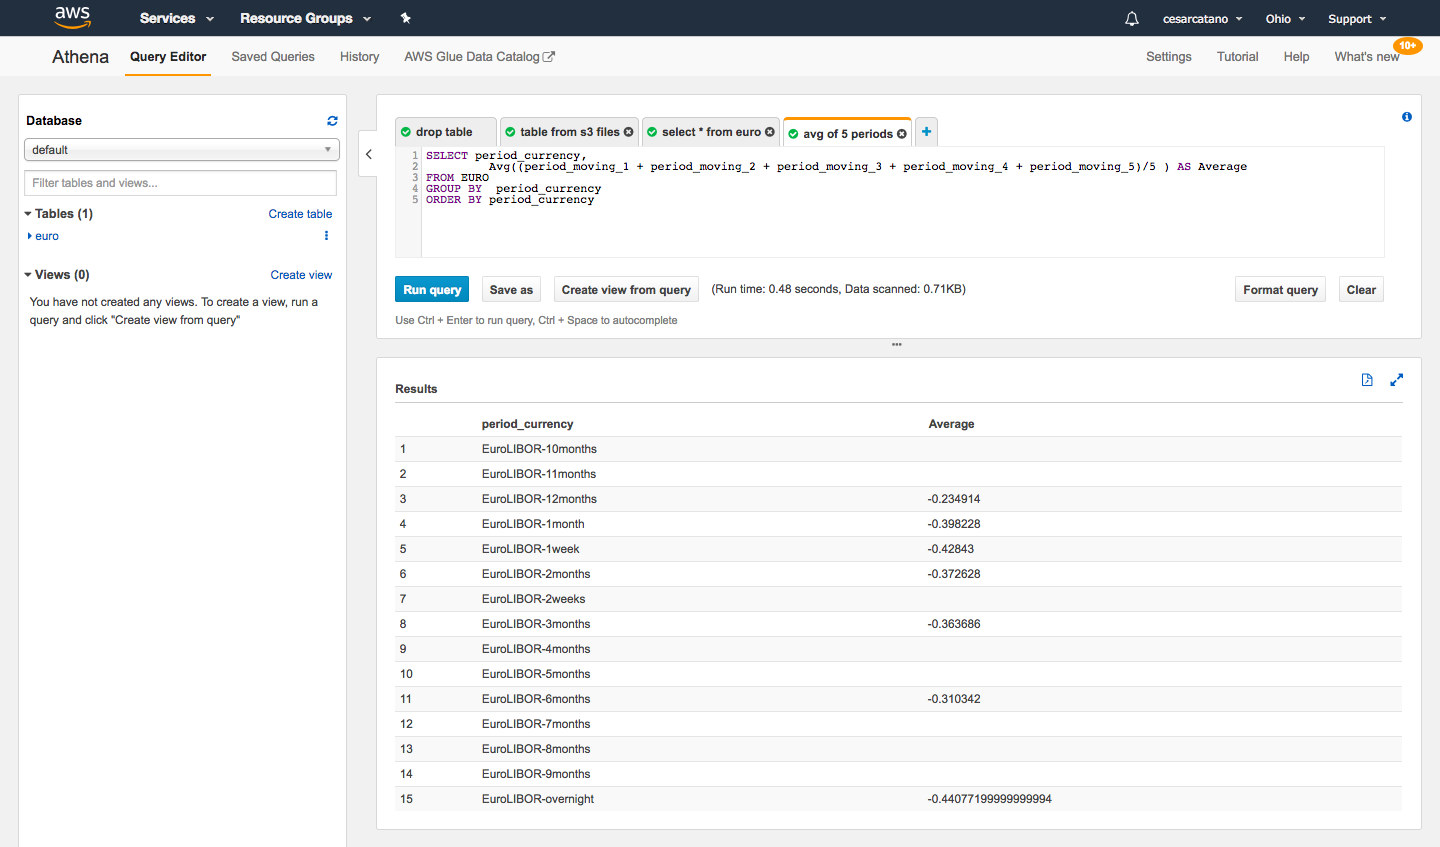 aws Services Resource Groups cesarcatano Ohio Support
Athena Query Editor Saved Queries History AWS Glue Data Catalog Settings Tutorial Help What's new 10+
Database
default
Filter tables and views...
Tables (1) Create table
euro
Views (0) Create view
You have not created any views. To create a view, run a
query and click "Create view from query"
drop table table from s3 files select * from euro avg of 5 periods +
1 SELECT period_currency,
2 Avg((period_moving_1 + period_moving_2 + period_moving_3 + period_moving_4 + period_moving_5)/5 ) AS Average
3 FROM EURO
4 GROUP BY  period_currency
5 ORDER BY period_currency
Run query Save as Create view from query (Run time: 0.48 seconds, Data scanned: 0.71KB) Format query Clear
Use Ctrl + Enter to run query, Ctrl + Space to autocomplete
Results
period_currency Average
1 EuroLIBOR-10months
2 EuroLIBOR-11months
3 EuroLIBOR-12months -0.234914
4 EuroLIBOR-1month -0.398228
5 EuroLIBOR-1week -0.42843
6 EuroLIBOR-2months -0.372628
7 EuroLIBOR-2weeks
8 EuroLIBOR-3months -0.363686
9 EuroLIBOR-4months
10 EuroLIBOR-5months
11 EuroLIBOR-6months -0.310342
12 EuroLIBOR-7months
13 EuroLIBOR-8months
14 EuroLIBOR-9months
15 EuroLIBOR-overnight -0.44077199999999994